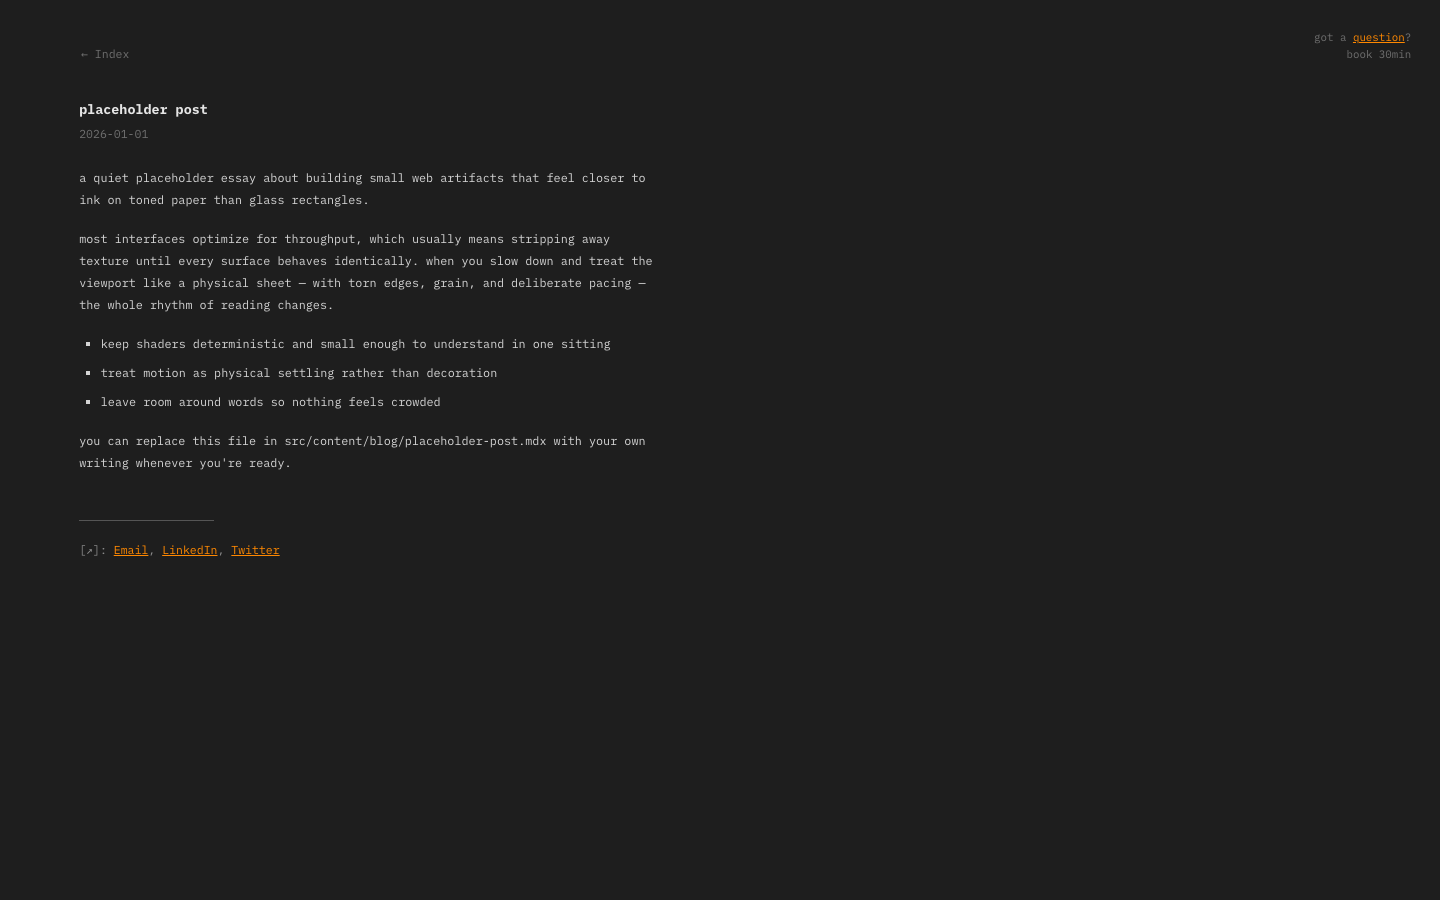 ← Index
got a question?
book 30min
placeholder post
2026-01-01
a quiet placeholder essay about building small web artifacts that feel closer to
ink on toned paper than glass rectangles.
most interfaces optimize for throughput, which usually means stripping away
texture until every surface behaves identically. when you slow down and treat the
viewport like a physical sheet — with torn edges, grain, and deliberate pacing —
the whole rhythm of reading changes.
▪ keep shaders deterministic and small enough to understand in one sitting
▪ treat motion as physical settling rather than decoration
▪ leave room around words so nothing feels crowded
you can replace this file in src/content/blog/placeholder-post.mdx with your own
writing whenever you're ready.
[↗]: Email, LinkedIn, Twitter